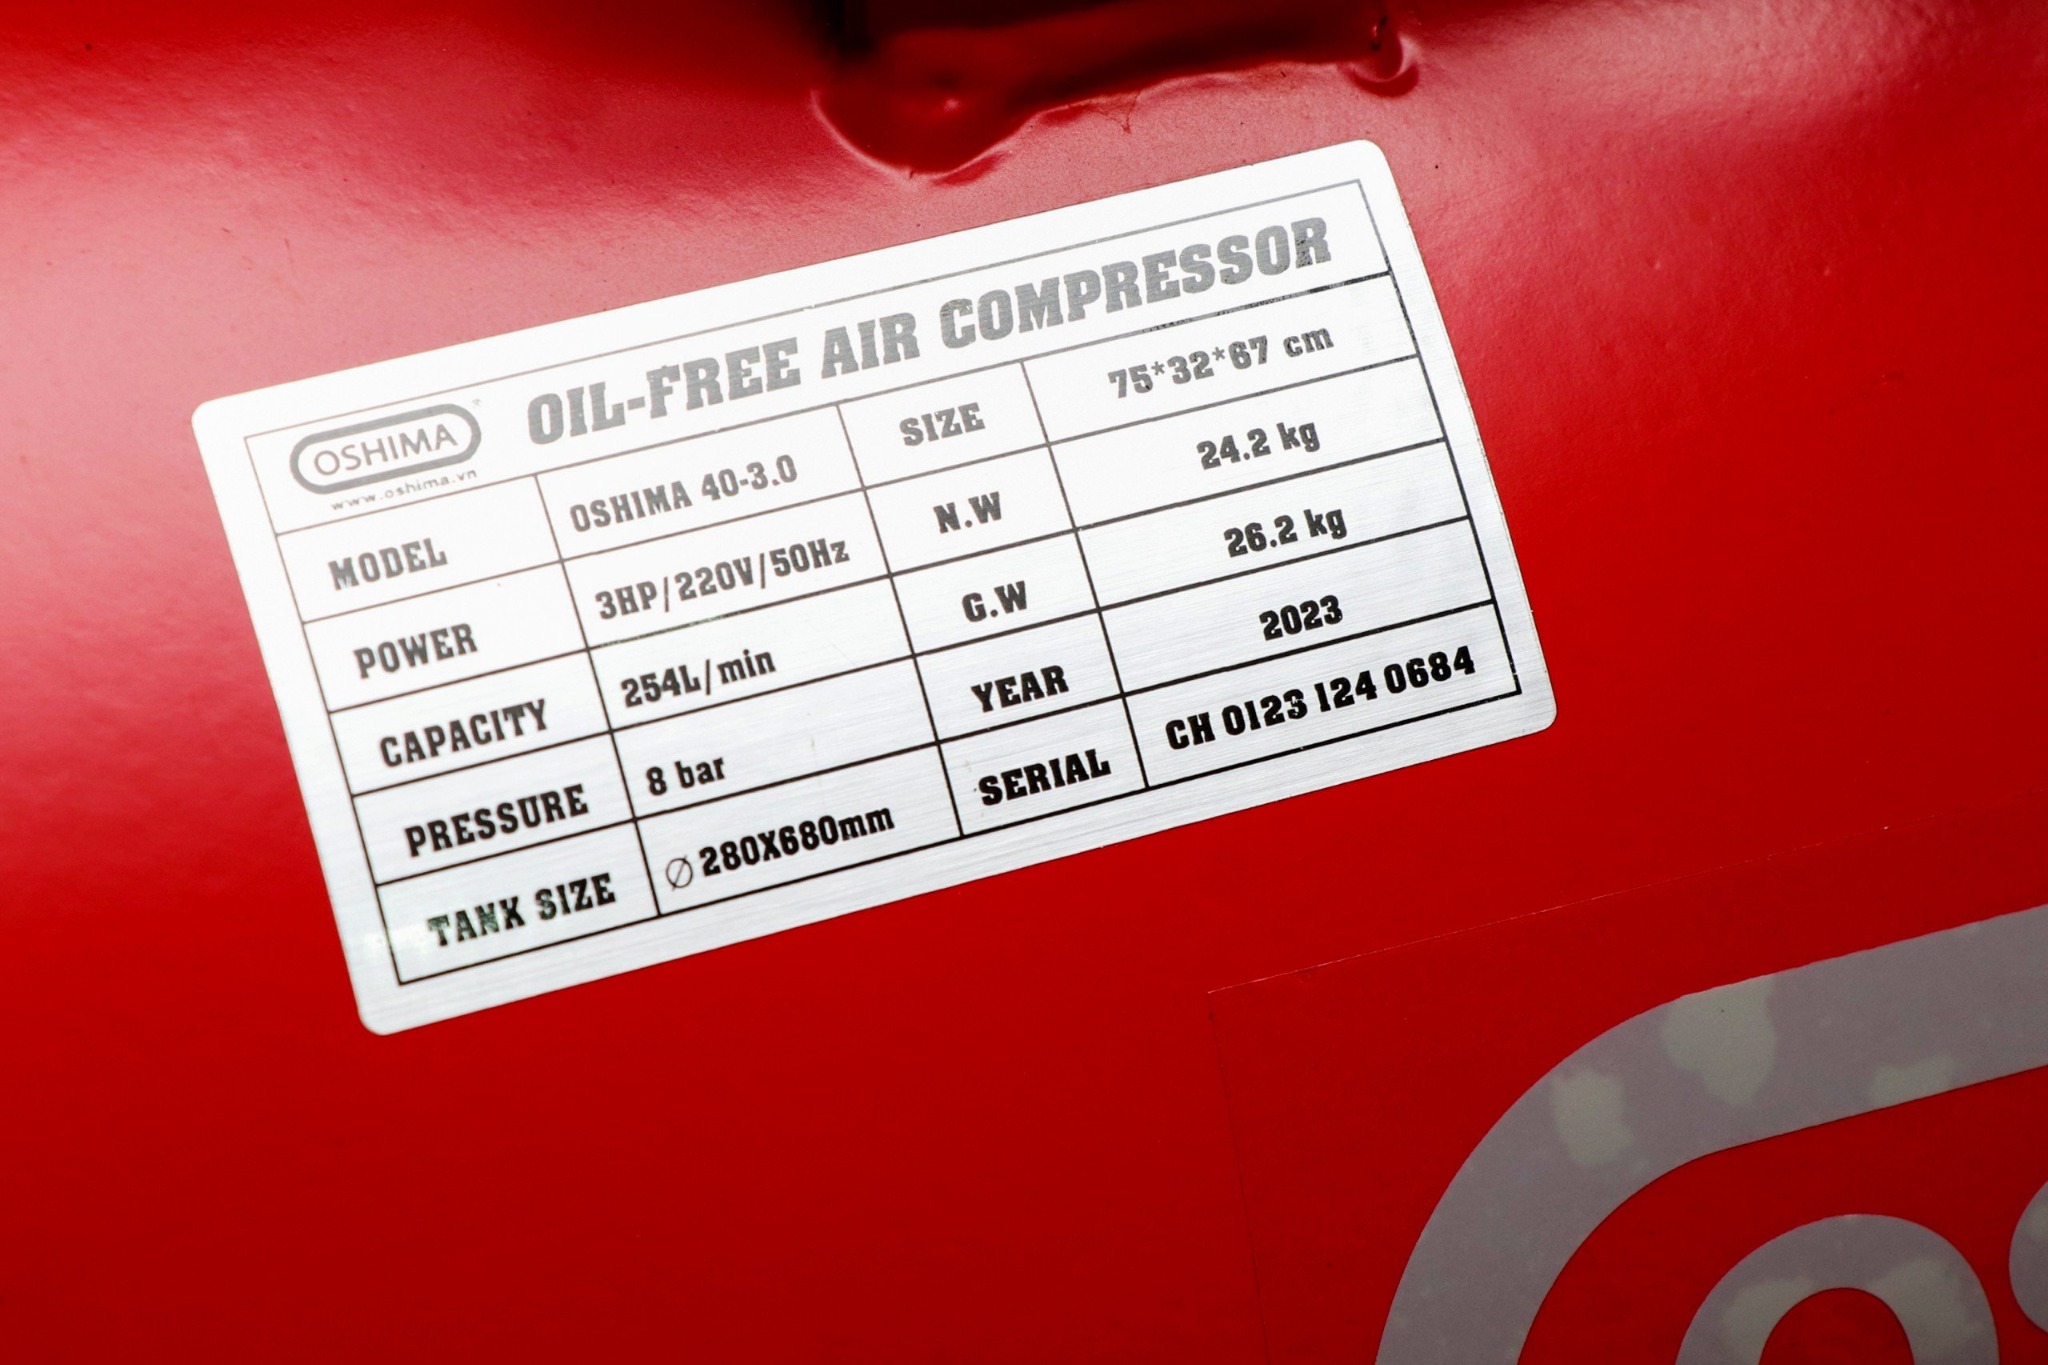 OSHIMA
www.oshima.vn
OIL-FREE AIR COMPRESSOR
MODEL OSHIMA 40-3.0 SIZE 75*32*67 cm
POWER 3HP/220V/50Hz N.W 24.2 kg
CAPACITY 254L/min G.W 26.2 kg
PRESSURE 8 bar YEAR 2023
TANK SIZE Ø 280X680mm SERIAL CH 0123 124 0684